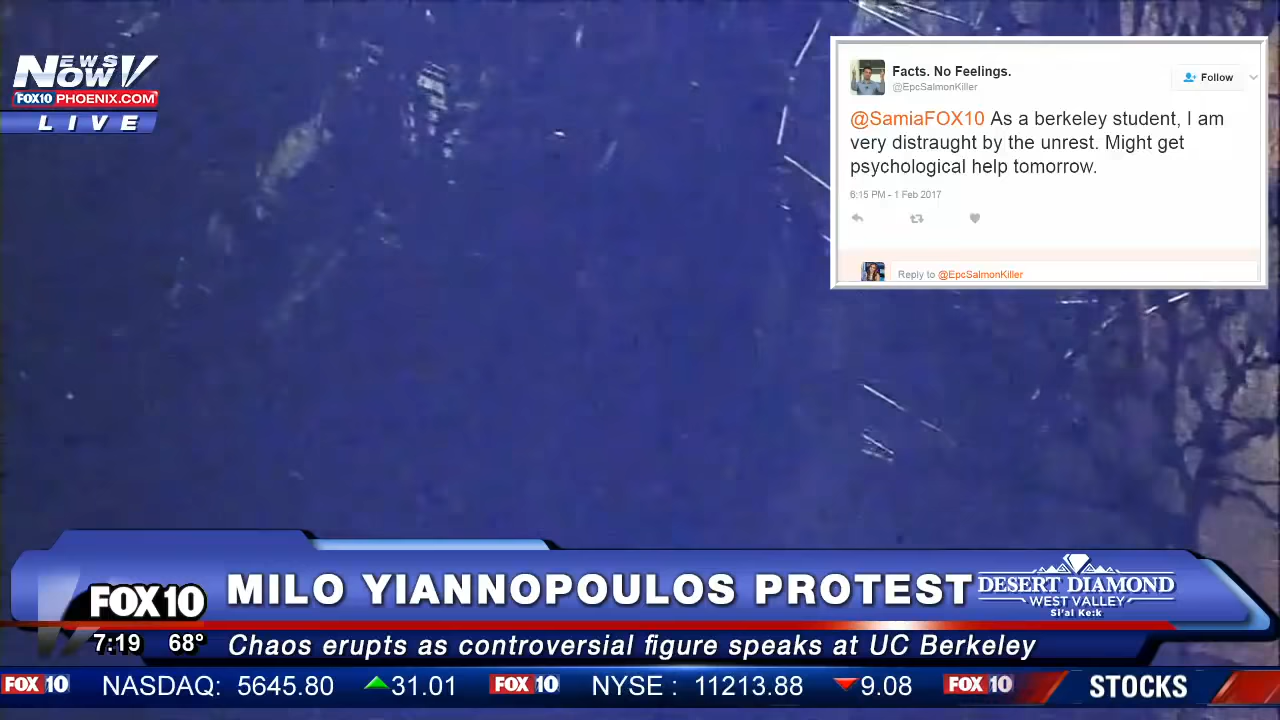 NEWS
NOW
FOX10 PHOENIX.COM
LIVE
Facts. No Feelings.
@EpcSalmonKiller
Follow
@SamiaFOX10 As a berkeley student, I am
very distraught by the unrest. Might get
psychological help tomorrow.
6:15 PM - 1 Feb 2017
Reply to @EpcSalmonKiller
FOX10
MILO YIANNOPOULOS PROTEST
DESERT DIAMOND
WEST VALLEY
Si'al Ke:k
7:19 68°
Chaos erupts as controversial figure speaks at UC Berkeley
FOX10 NASDAQ: 5645.80 31.01 FOX10 NYSE : 11213.88 9.08 FOX10 STOCKS